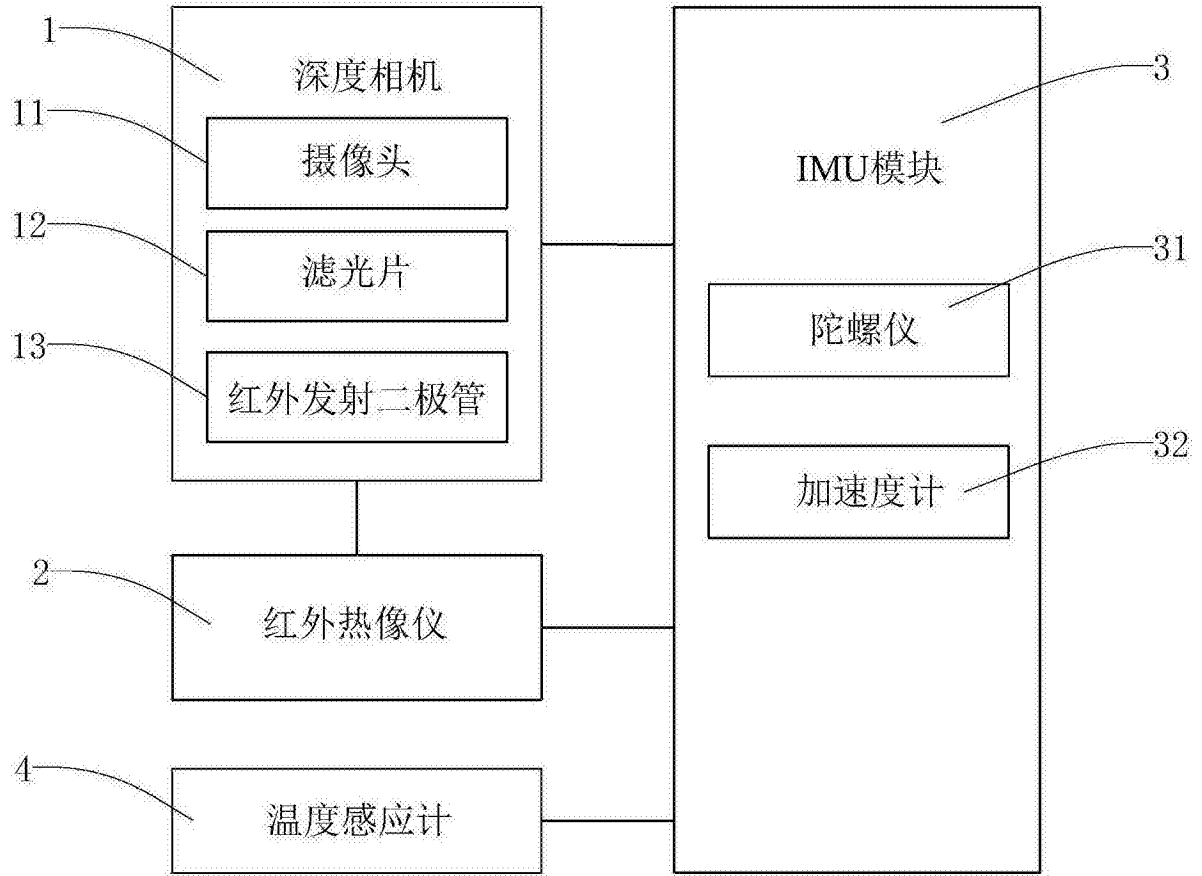 1
深度相机
11
摄像头
12
滤光片
13
红外发射二极管
2
红外热像仪
4
温度感应计
3
IMU模块
31
陀螺仪
32
加速度计